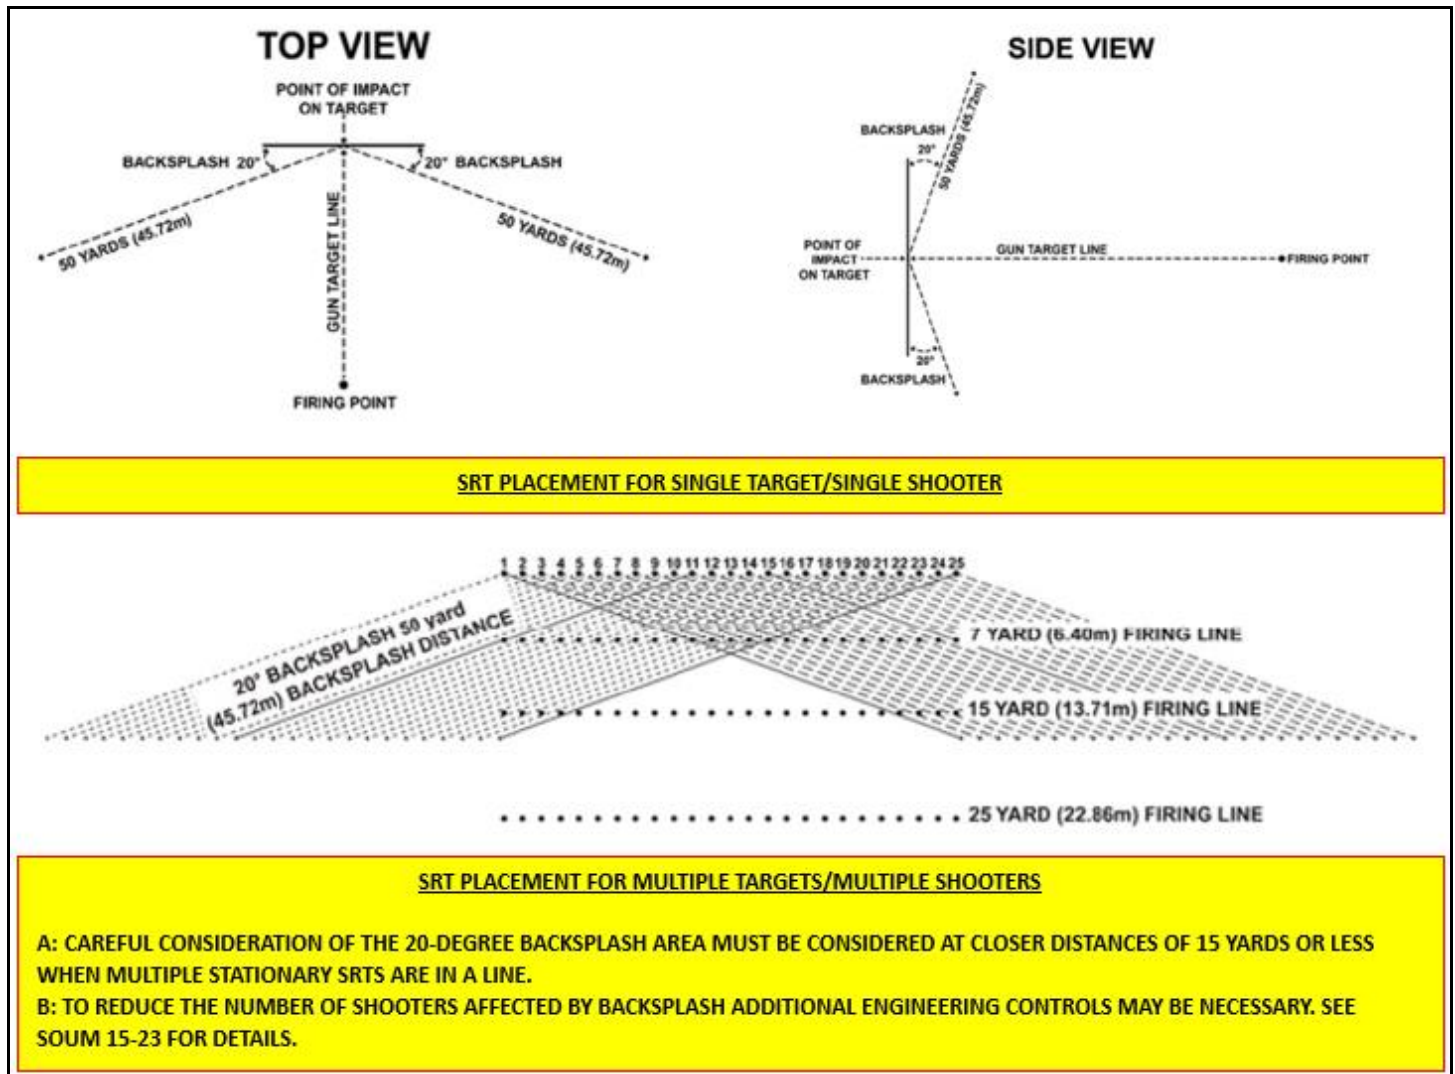 TOP VIEW
POINT OF IMPACT
ON TARGET
BACKSPLASH 20°
20° BACKSPLASH
50 YARDS (45.72m)
50 YARDS (45.72m)
GUN TARGET LINE
FIRING POINT
SIDE VIEW
BACKSPLASH
20°
50 YARDS (45.72m)
POINT OF
IMPACT
ON TARGET
GUN TARGET LINE
FIRING POINT
20°
BACKSPLASH
SRT PLACEMENT FOR SINGLE TARGET/SINGLE SHOOTER
1 2 3 4 5 6 7 8 9 10 11 12 13 14 15 16 17 18 19 20 21 22 23 24 25
20° BACKSPLASH 50 yard
(45.72m) BACKSPLASH DISTANCE
7 YARD (6.40m) FIRING LINE
15 YARD (13.71m) FIRING LINE
25 YARD (22.86m) FIRING LINE
SRT PLACEMENT FOR MULTIPLE TARGETS/MULTIPLE SHOOTERS
A: CAREFUL CONSIDERATION OF THE 20-DEGREE BACKSPLASH AREA MUST BE CONSIDERED AT CLOSER DISTANCES OF 15 YARDS OR LESS
WHEN MULTIPLE STATIONARY SRTS ARE IN A LINE.
B: TO REDUCE THE NUMBER OF SHOOTERS AFFECTED BY BACKSPLASH ADDITIONAL ENGINEERING CONTROLS MAY BE NECESSARY. SEE
SOUM 15-23 FOR DETAILS.